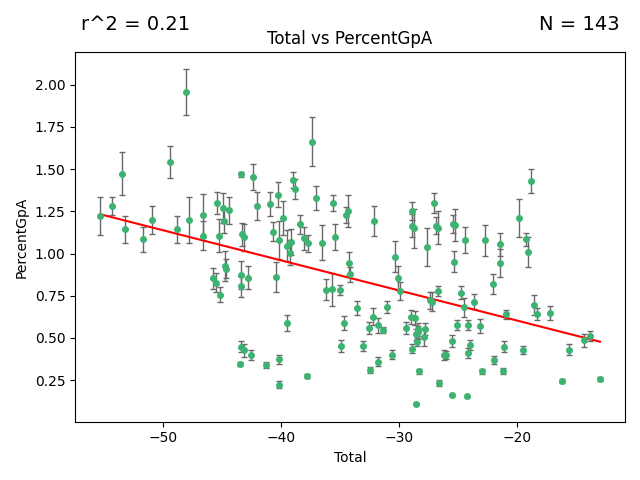 r^2 = 0.21
N = 143
Total vs PercentGpA
2.00
1.75
1.50
1.25
1.00
0.75
0.50
0.25
PercentGpA
−50
−40
−30
−20
Total